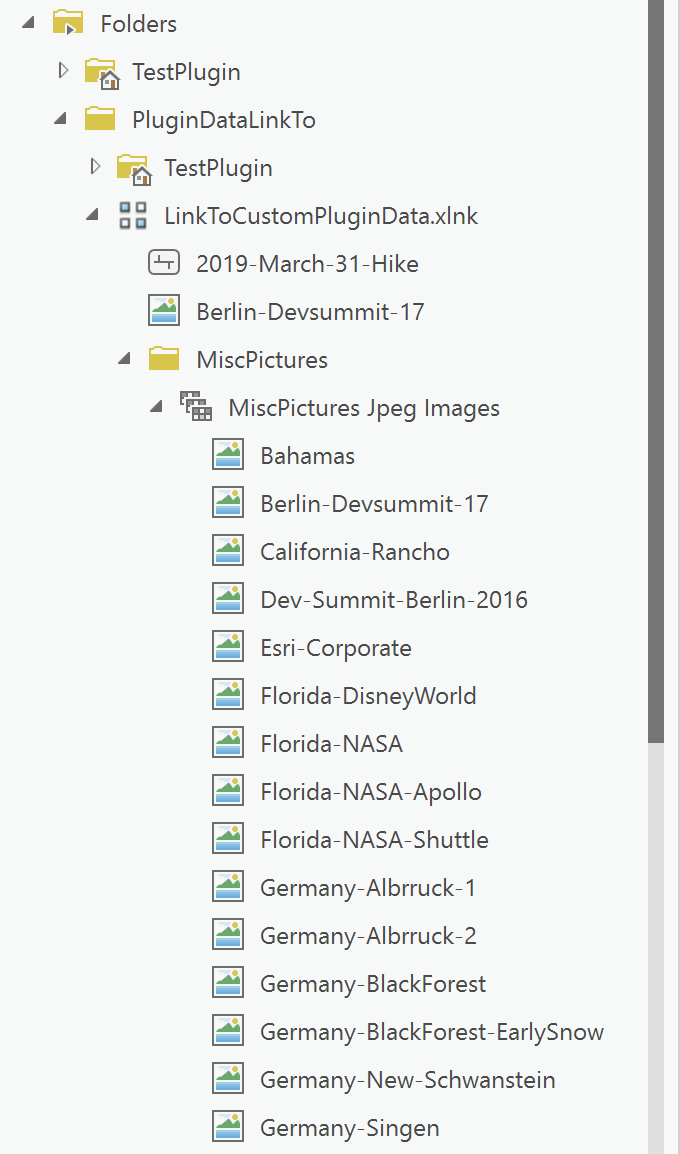 Folders
TestPlugin
PluginDataLinkTo
TestPlugin
LinkToCustomPluginData.xlnk
2019-March-31-Hike
Berlin-Devsummit-17
MiscPictures
MiscPictures Jpeg Images
Bahamas
Berlin-Devsummit-17
California-Rancho
Dev-Summit-Berlin-2016
Esri-Corporate
Florida-DisneyWorld
Florida-NASA
Florida-NASA-Apollo
Florida-NASA-Shuttle
Germany-Albrruck-1
Germany-Albrruck-2
Germany-BlackForest
Germany-BlackForest-EarlySnow
Germany-New-Schwanstein
Germany-Singen